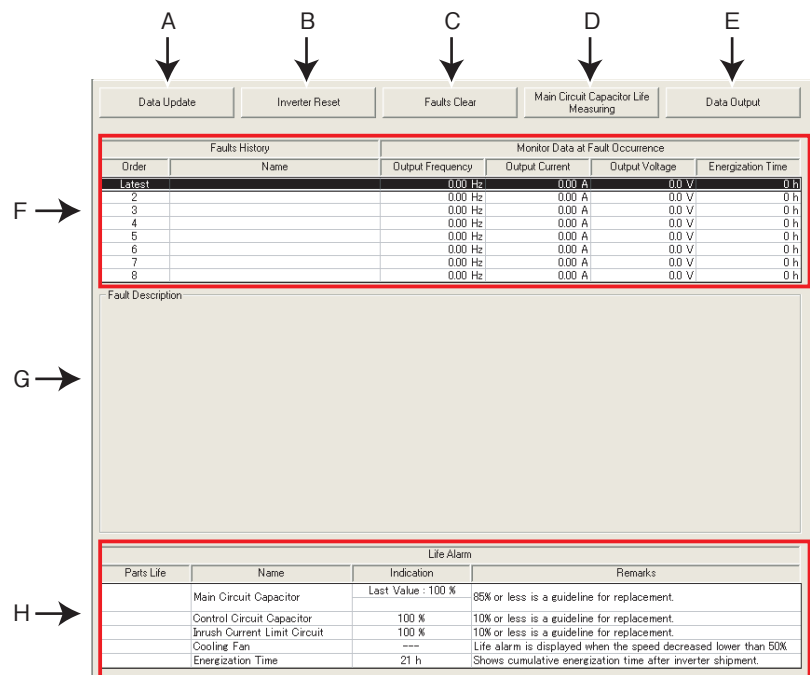 A B C D E
Data Update Inverter Reset Faults Clear Main Circuit Capacitor Life Measuring Data Output
Faults History Monitor Data at Fault Occurrence
Order Name Output Frequency Output Current Output Voltage Energization Time
Latest 0.00 Hz 0.00 A 0.0 V 0 h
2 0.00 Hz 0.00 A 0.0 V 0 h
3 0.00 Hz 0.00 A 0.0 V 0 h
F
4 0.00 Hz 0.00 A 0.0 V 0 h
5 0.00 Hz 0.00 A 0.0 V 0 h
6 0.00 Hz 0.00 A 0.0 V 0 h
7 0.00 Hz 0.00 A 0.0 V 0 h
8 0.00 Hz 0.00 A 0.0 V 0 h
Fault Description
G
Life Alarm
Parts Life Name Indication Remarks
Main Circuit Capacitor Last Value : 100 % 85% or less is a guideline for replacement.
H
Control Circuit Capacitor 100 % 10% or less is a guideline for replacement.
Inrush Current Limit Circuit 100 % 10% or less is a guideline for replacement.
Cooling Fan --- Life alarm is displayed when the speed decreased lower than 50%.
Energization Time 21 h Shows cumulative energization time after inverter shipment.